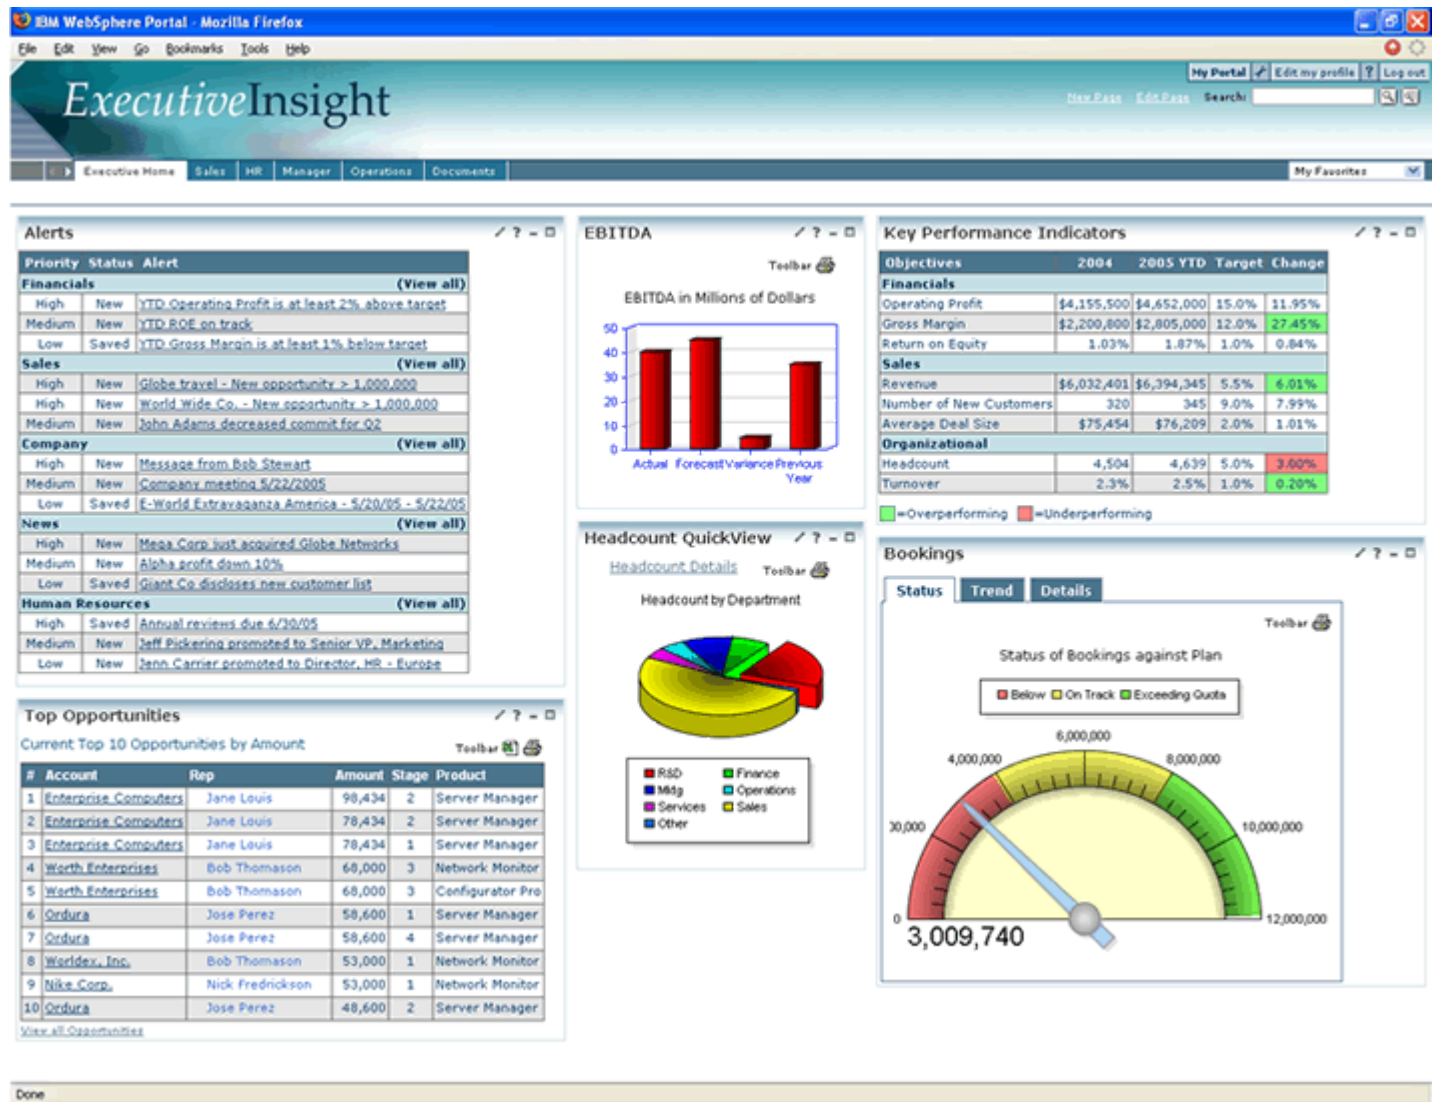 IBM WebSphere Portal - Mozilla Firefox
File Edit View Go Bookmarks Tools Help
My Portal Edit my profile ? Log out
ExecutiveInsight
New Page Edit Page Search:
Executive Home Sales HR Manager Operations Documents
My Favorites
Alerts
Priority Status Alert
Financials (View all)
High New YTD Operating Profit is at least 2% above target
Medium New YTD ROE on track
Low Saved YTD Gross Margin is at least 1% below target
Sales (View all)
High New Globe travel - New opportunity > 1,000,000
High New World Wide Co. - New opportunity > 1,000,000
Medium New John Adams decreased commit for Q2
Company (View all)
High New Message from Bob Stewart
Medium New Company meeting 5/22/2005
Low Saved E-World Extravaganza America - 5/20/05 - 5/22/05
News (View all)
High New Mega Corp just acquired Globe Networks
Medium New Alpha profit down 10%
Low Saved Giant Co discloses new customer list
Human Resources (View all)
High Saved Annual reviews due 6/30/05
Medium New Jeff Pickering promoted to Senior VP, Marketing
Low New Jenn Carrier promoted to Director, HR - Europe
Top Opportunities
Current Top 10 Opportunities by Amount
Toolbar
# Account Rep Amount Stage Product
1 Enterprise Computers Jane Louis 98,434 2 Server Manager
2 Enterprise Computers Jane Louis 78,434 2 Server Manager
3 Enterprise Computers Jane Louis 78,434 1 Server Manager
4 Worth Enterprises Bob Thomason 68,000 3 Network Monitor
5 Worth Enterprises Bob Thomason 68,000 3 Configurator Pro
6 Ordura Jose Perez 58,600 1 Server Manager
7 Ordura Jose Perez 58,600 4 Server Manager
8 Worldex, Inc. Bob Thomason 53,000 1 Network Monitor
9 Nike Corp. Nick Fredrickson 53,000 1 Network Monitor
10 Ordura Jose Perez 48,600 2 Server Manager
View all Opportunities
EBITDA
Toolbar
EBITDA in Millions of Dollars
50
40
30
20
10
0
Actual Forecast Variance Previous
Year
Headcount QuickView
Headcount Details
Toolbar
Headcount by Department
R&D Finance
Mktg Operations
Services Sales
Other
Key Performance Indicators
Objectives 2004 2005 YTD Target Change
Financials
Operating Profit $4,155,500 $4,652,000 15.0% 11.95%
Gross Margin $2,200,800 $2,805,000 12.0% 27.45%
Return on Equity 1.03% 1.87% 1.0% 0.84%
Sales
Revenue $6,032,401 $6,394,345 5.5% 6.01%
Number of New Customers 320 345 9.0% 7.99%
Average Deal Size $75,454 $76,209 2.0% 1.01%
Organizational
Headcount 4,504 4,639 5.0% 3.00%
Turnover 2.3% 2.5% 1.0% 0.20%
=Overperforming =Underperforming
Bookings
Status Trend Details
Toolbar
Status of Bookings against Plan
Below On Track Exceeding Quota
6,000,000
4,000,000 8,000,000
00,000 10,000,000
0 12,000,000
3,009,740
Done